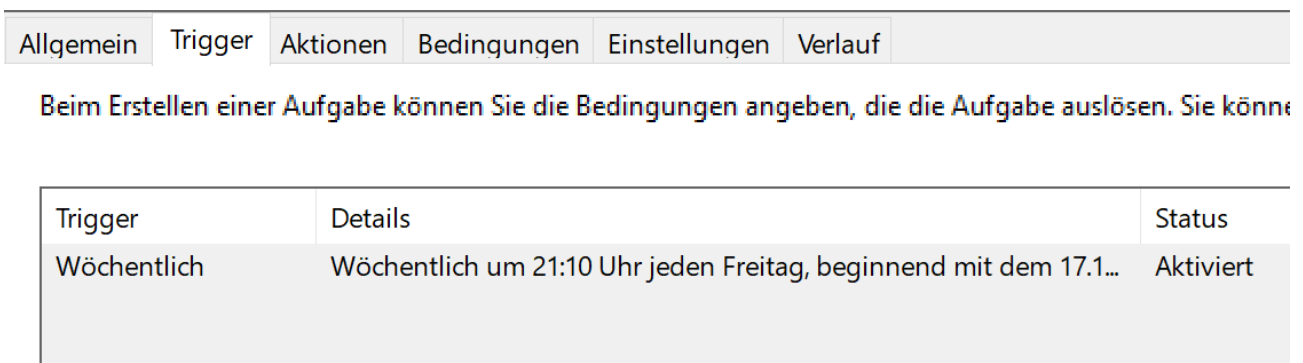 Allgemein Trigger Aktionen Bedingungen Einstellungen Verlauf
Beim Erstellen einer Aufgabe können Sie die Bedingungen angeben, die die Aufgabe auslösen. Sie könne
Trigger Details Status
Wöchentlich Wöchentlich um 21:10 Uhr jeden Freitag, beginnend mit dem 17.1... Aktiviert